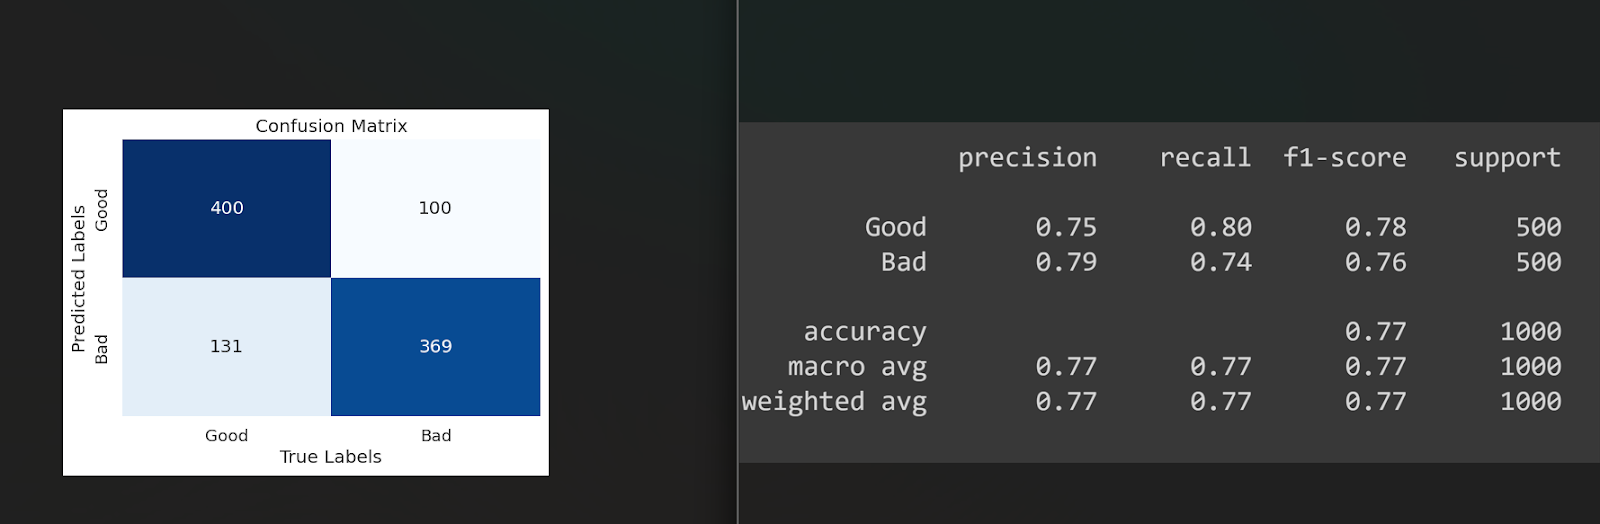 Confusion Matrix
Predicted Labels
Good
400 100
Bad
131 369
Good Bad
True Labels
precision recall f1-score support
Good 0.75 0.80 0.78 500
Bad 0.79 0.74 0.76 500
accuracy 0.77 1000
macro avg 0.77 0.77 0.77 1000
weighted avg 0.77 0.77 0.77 1000